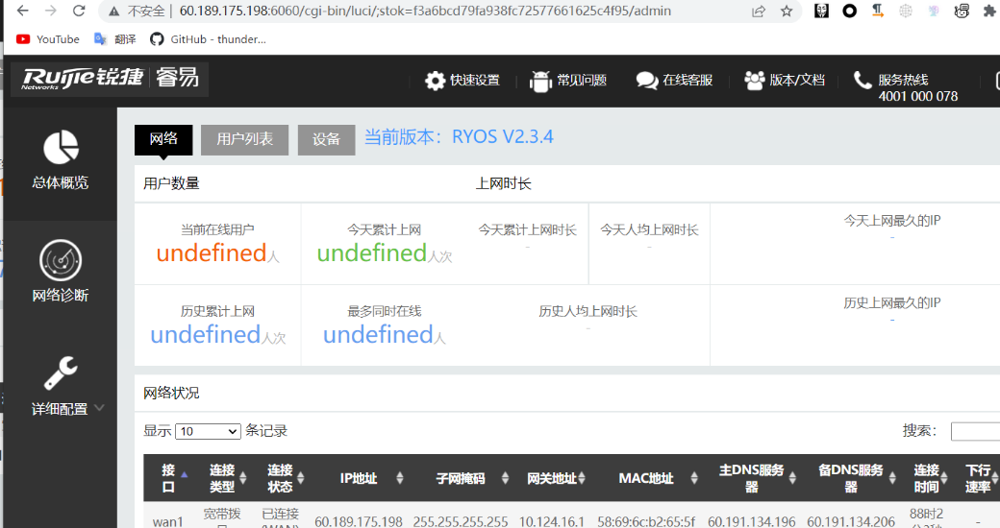 不安全 | 60.189.175.198:6060/cgi-bin/luci/;stok=f3a6bcd79fa938fc72577661625c4f95/admin
YouTube 翻译 GitHub - thunder...
Ruijie锐捷 Networks 睿易 快速设置 常见问题 在线客服 版本/文档 服务热线
4001 000 078
总体概览
网络诊断
详细配置
网络 用户列表 设备 当前版本：RYOS V2.3.4
用户数量 上网时长
当前在线用户 今天累计上网 今天累计上网时长 今天人均上网时长 今天上网最久的IP
undefined人 undefined人次 - - -
历史累计上网 最多同时在线 历史人均上网时长 历史上网最久的IP
undefined人次 undefined人 - -
网络状况
显示 10 条记录 搜索：
接口 连接类型 连接状态 IP地址 子网掩码 网关地址 MAC地址 主DNS服务器 备DNS服务器 连接时间 下行速率
wan1 宽带拨 已连接 60.189.175.198 255.255.255.255 10.124.16.1 58:69:6c:b2:65:5f 60.191.134.196 60.191.134.206 88时2 -